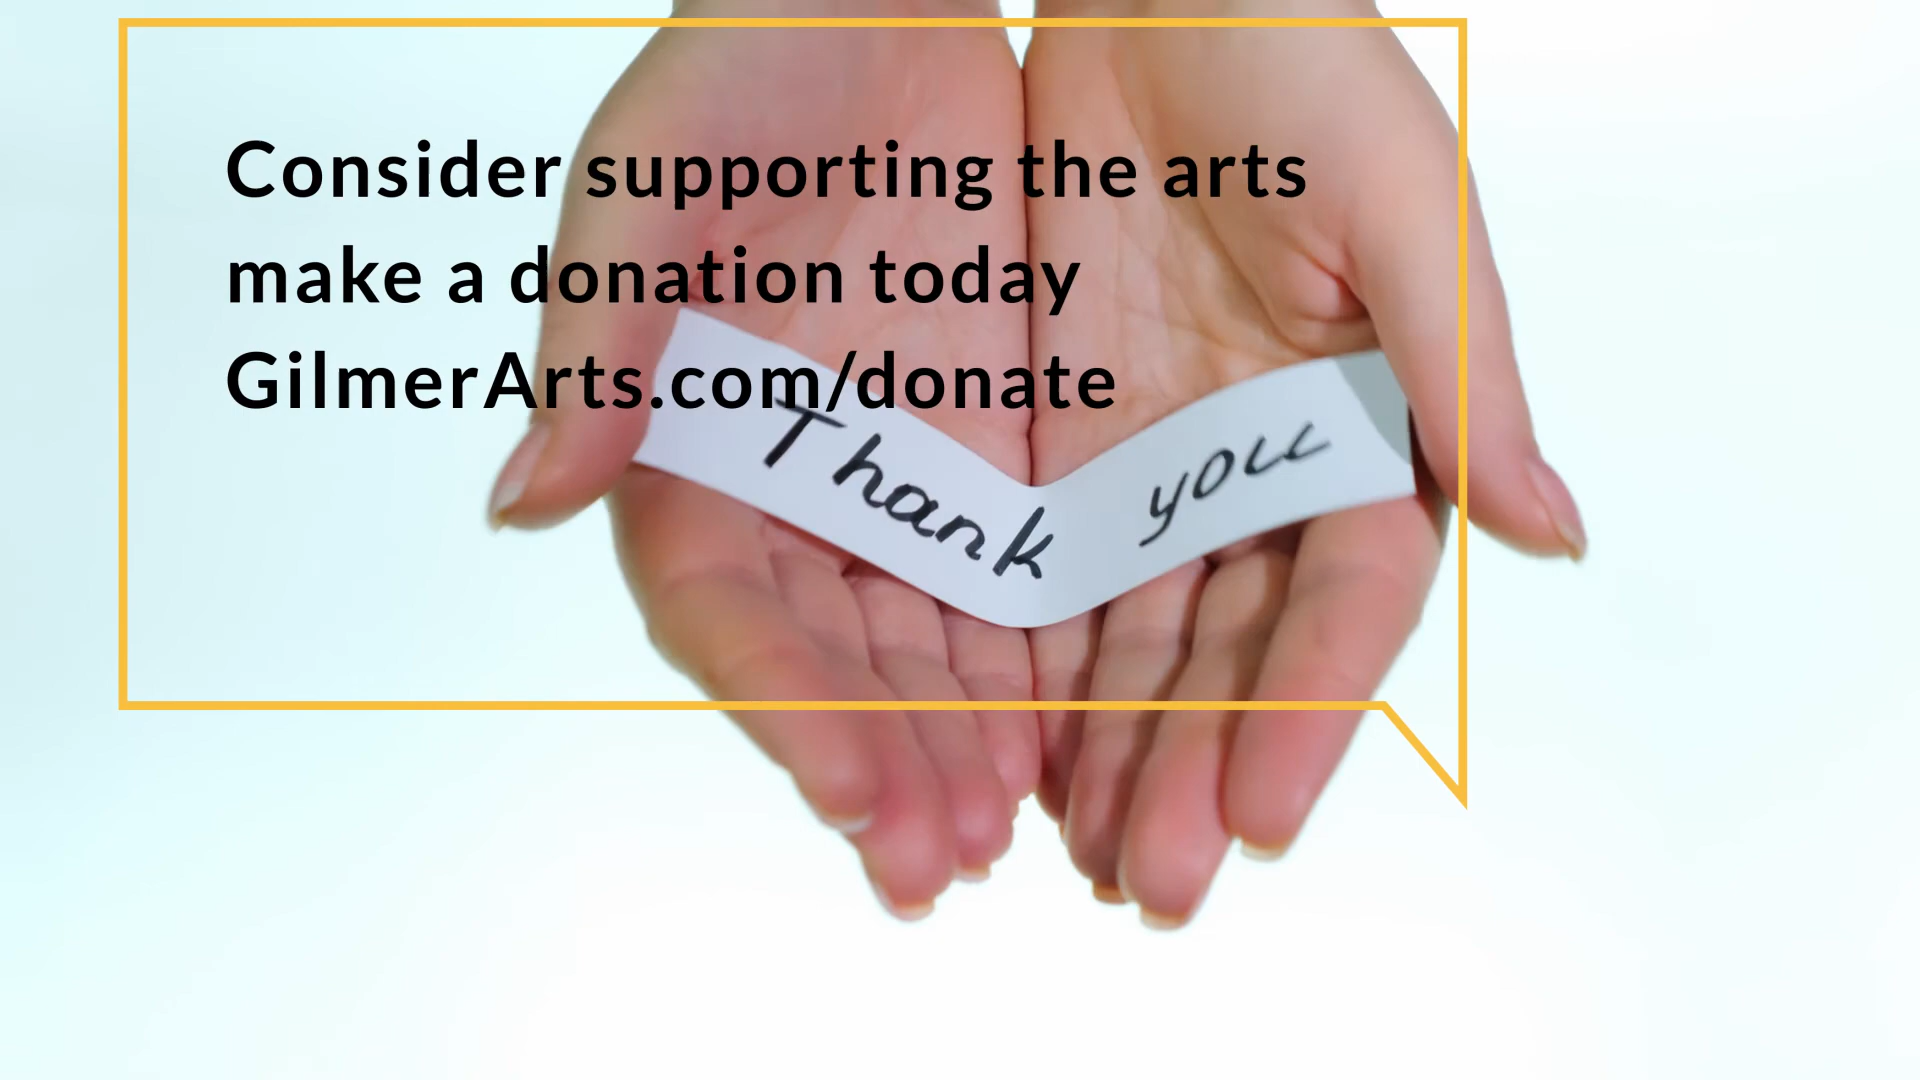 Consider supporting the arts
make a donation today
GilmerArts.com/donate
Thank you